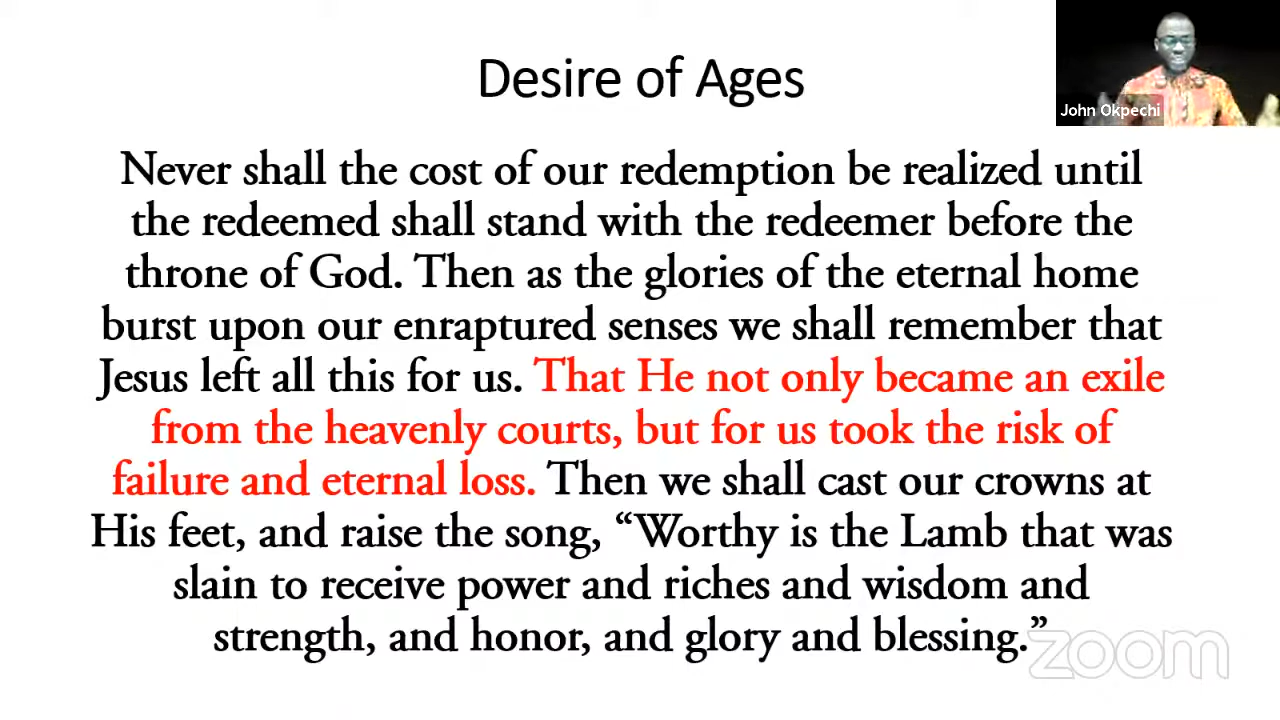 Desire of Ages
John Okpechi
Never shall the cost of our redemption be realized until
the redeemed shall stand with the redeemer before the
throne of God. Then as the glories of the eternal home
burst upon our enraptured senses we shall remember that
Jesus left all this for us. That He not only became an exile
from the heavenly courts, but for us took the risk of
failure and eternal loss. Then we shall cast our crowns at
His feet, and raise the song, “Worthy is the Lamb that was
slain to receive power and riches and wisdom and
strength, and honor, and glory and blessing.”
zoom